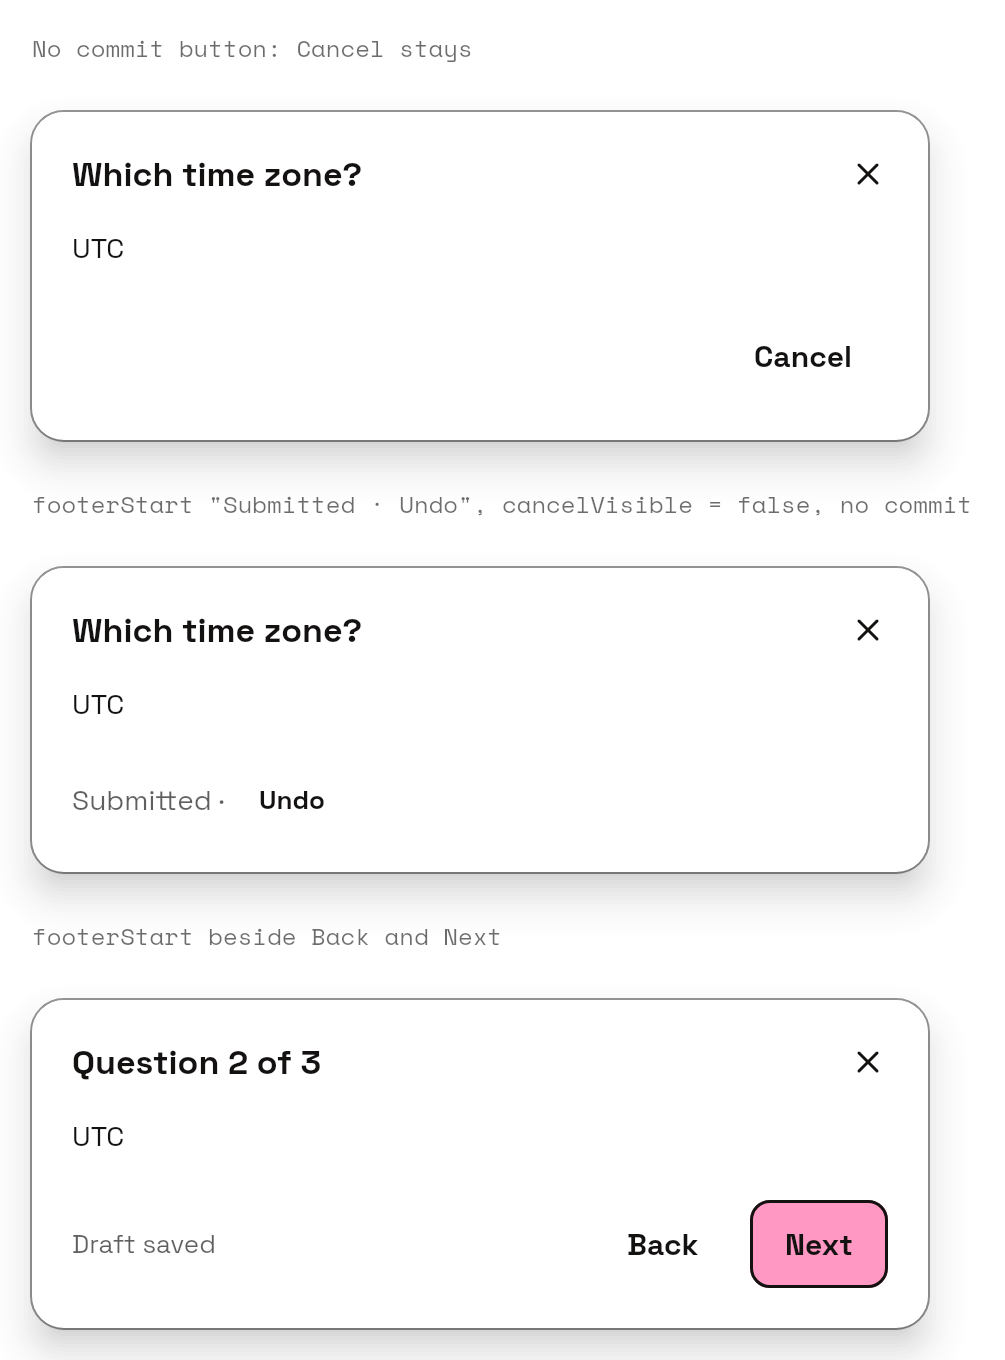 No commit button: Cancel stays
Which time zone?
UTC
Cancel
footerStart "Submitted · Undo", cancelVisible = false, no commit
Which time zone?
UTC
Submitted · Undo
footerStart beside Back and Next
Question 2 of 3
UTC
Draft saved Back Next